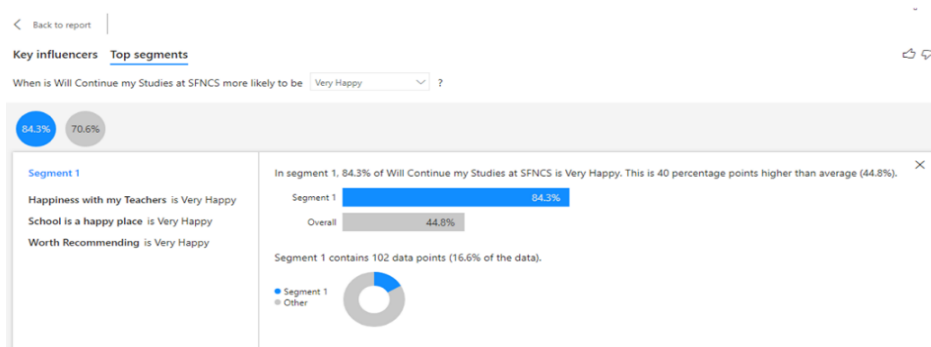 Back to report
Key influencers Top segments
When is Will Continue my Studies at SFNCS more likely to be Very Happy ?
84.3% 70.6%
Segment 1
Happiness with my Teachers is Very Happy
School is a happy place is Very Happy
Worth Recommending is Very Happy
In segment 1, 84.3% of Will Continue my Studies at SFNCS is Very Happy. This is 40 percentage points higher than average (44.8%).
Segment 1 84.3%
Overall 44.8%
Segment 1 contains 102 data points (16.6% of the data).
Segment 1
Other